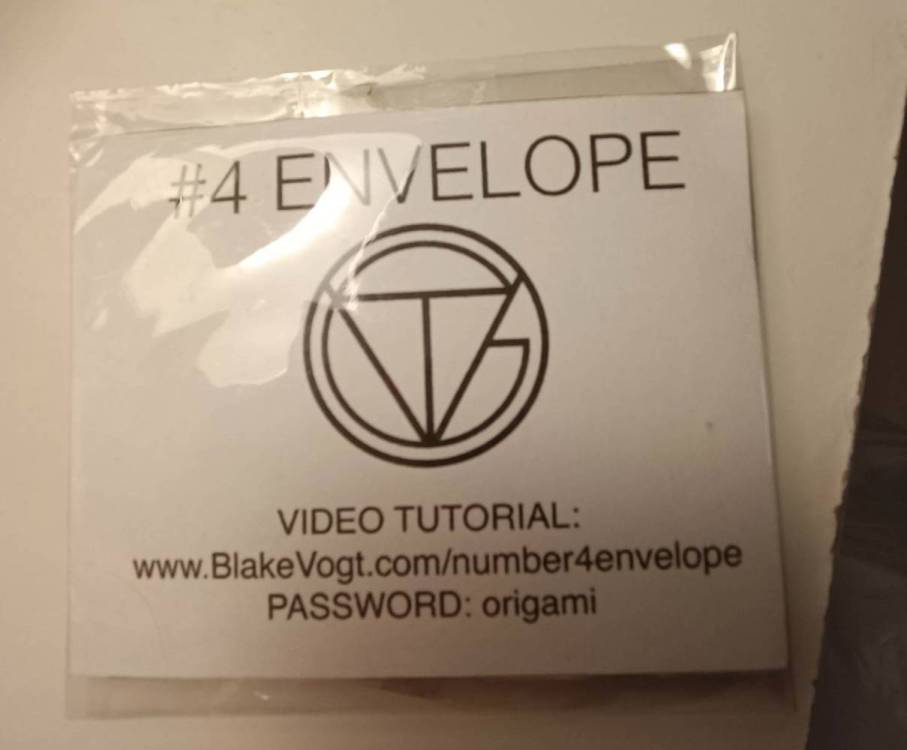 #4 ENVELOPE
VIDEO TUTORIAL:
www.BlakeVogt.com/number4envelope
PASSWORD: origami